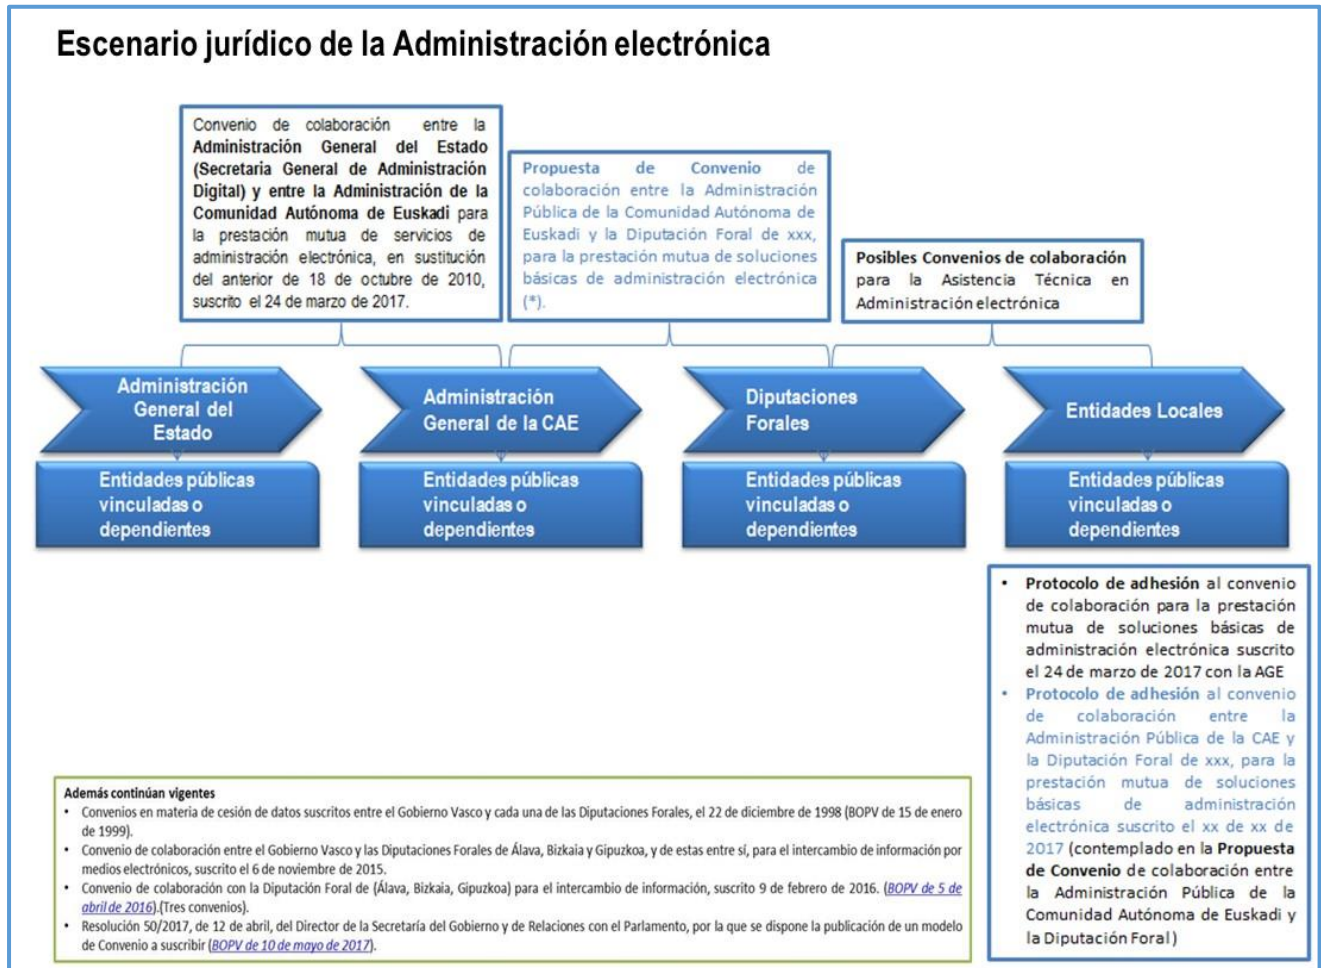 Escenario jurídico de la Administración electrónica
Convenio de colaboración entre la
Administración General del Estado
(Secretaria General de Administración
Digital) y entre la Administración de la
Comunidad Autónoma de Euskadi para
la prestación mutua de servicios de
administración electrónica, en sustitución
del anterior de 18 de octubre de 2010,
suscrito el 24 de marzo de 2017.
Propuesta de Convenio de
colaboración entre la Administración
Pública de la Comunidad Autónoma de
Euskadi y la Diputación Foral de xxx,
para la prestación mutua de soluciones
básicas de administración electrónica
(*).
Posibles Convenios de colaboración
para la Asistencia Técnica en
Administración electrónica
Administración
General del
Estado
Administración
General de la CAE
Diputaciones
Forales
Entidades Locales
Entidades públicas
vinculadas o
dependientes
Entidades públicas
vinculadas o
dependientes
Entidades públicas
vinculadas o
dependientes
Entidades públicas
vinculadas o
dependientes
• Protocolo de adhesión al convenio
de colaboración para la prestación
mutua de soluciones básicas de
administración electrónica suscrito
el 24 de marzo de 2017 con la AGE
• Protocolo de adhesión al convenio
de colaboración entre la
Administración Pública de la CAE y
la Diputación Foral de xxx, para la
prestación mutua de soluciones
básicas de administración
electrónica suscrito el xx de xx de
2017 (contemplado en la Propuesta
de Convenio de colaboración entre
la Administración Pública de la
Comunidad Autónoma de Euskadi y
la Diputación Foral)
Además continúan vigentes
• Convenios en materia de cesión de datos suscritos entre el Gobierno Vasco y cada una de las Diputaciones Forales, el 22 de diciembre de 1998 (BOPV de 15 de enero
de 1999).
• Convenio de colaboración entre el Gobierno Vasco y las Diputaciones Forales de Álava, Bizkaia y Gipuzkoa, y de estas entre sí, para el intercambio de información por
medios electrónicos, suscrito el 6 de noviembre de 2015.
• Convenio de colaboración con la Diputación Foral de (Álava, Bizkaia, Gipuzkoa) para el intercambio de información, suscrito 9 de febrero de 2016. (BOPV de 5 de
abril de 2016).(Tres convenios).
• Resolución 50/2017, de 12 de abril, del Director de la Secretaría del Gobierno y de Relaciones con el Parlamento, por la que se dispone la publicación de un modelo
de Convenio a suscribir (BOPV de 10 de mayo de 2017).